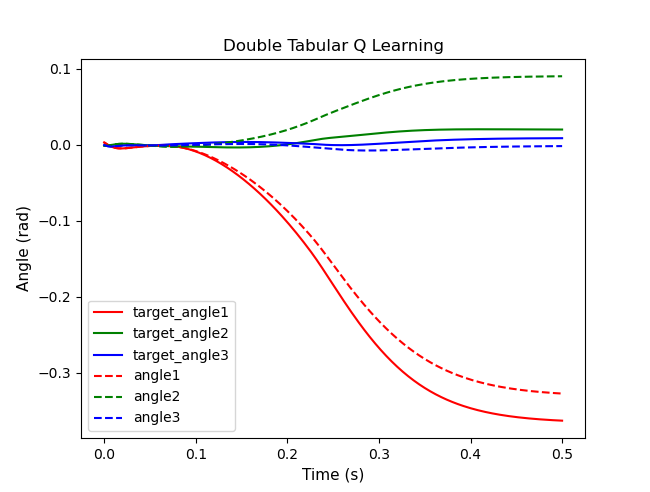 Double Tabular Q Learning
Angle (rad)
0.1
0.0
−0.1
−0.2
−0.3
target_angle1
target_angle2
target_angle3
angle1
angle2
angle3
0.0 0.1 0.2 0.3 0.4 0.5
Time (s)